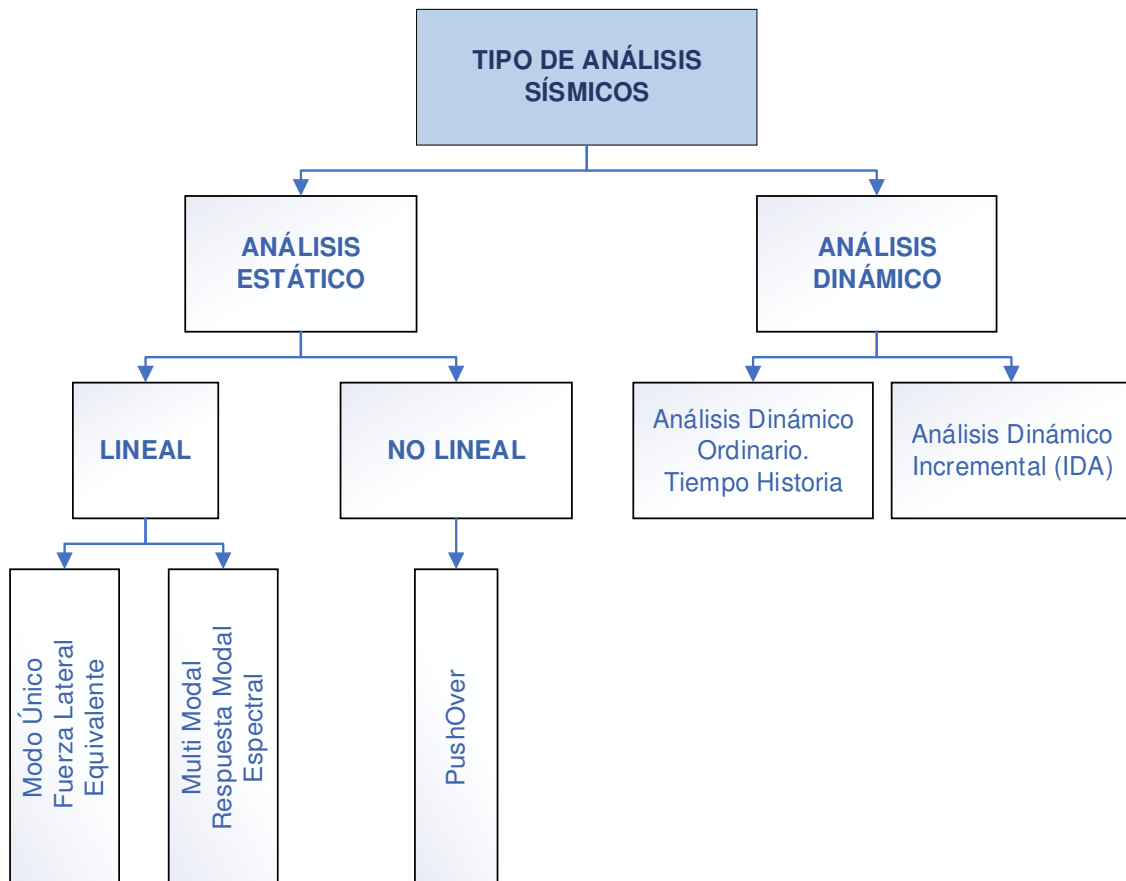 TIPO DE ANÁLISIS
SÍSMICOS
ANÁLISIS
ESTÁTICO
ANÁLISIS
DINÁMICO
LINEAL
NO LINEAL
Análisis Dinámico
Ordinario.
Tiempo Historia
Análisis Dinámico
Incremental (IDA)
Modo Único
Fuerza Lateral
Equivalente
Multi Modal
Respuesta Modal
Espectral
PushOver